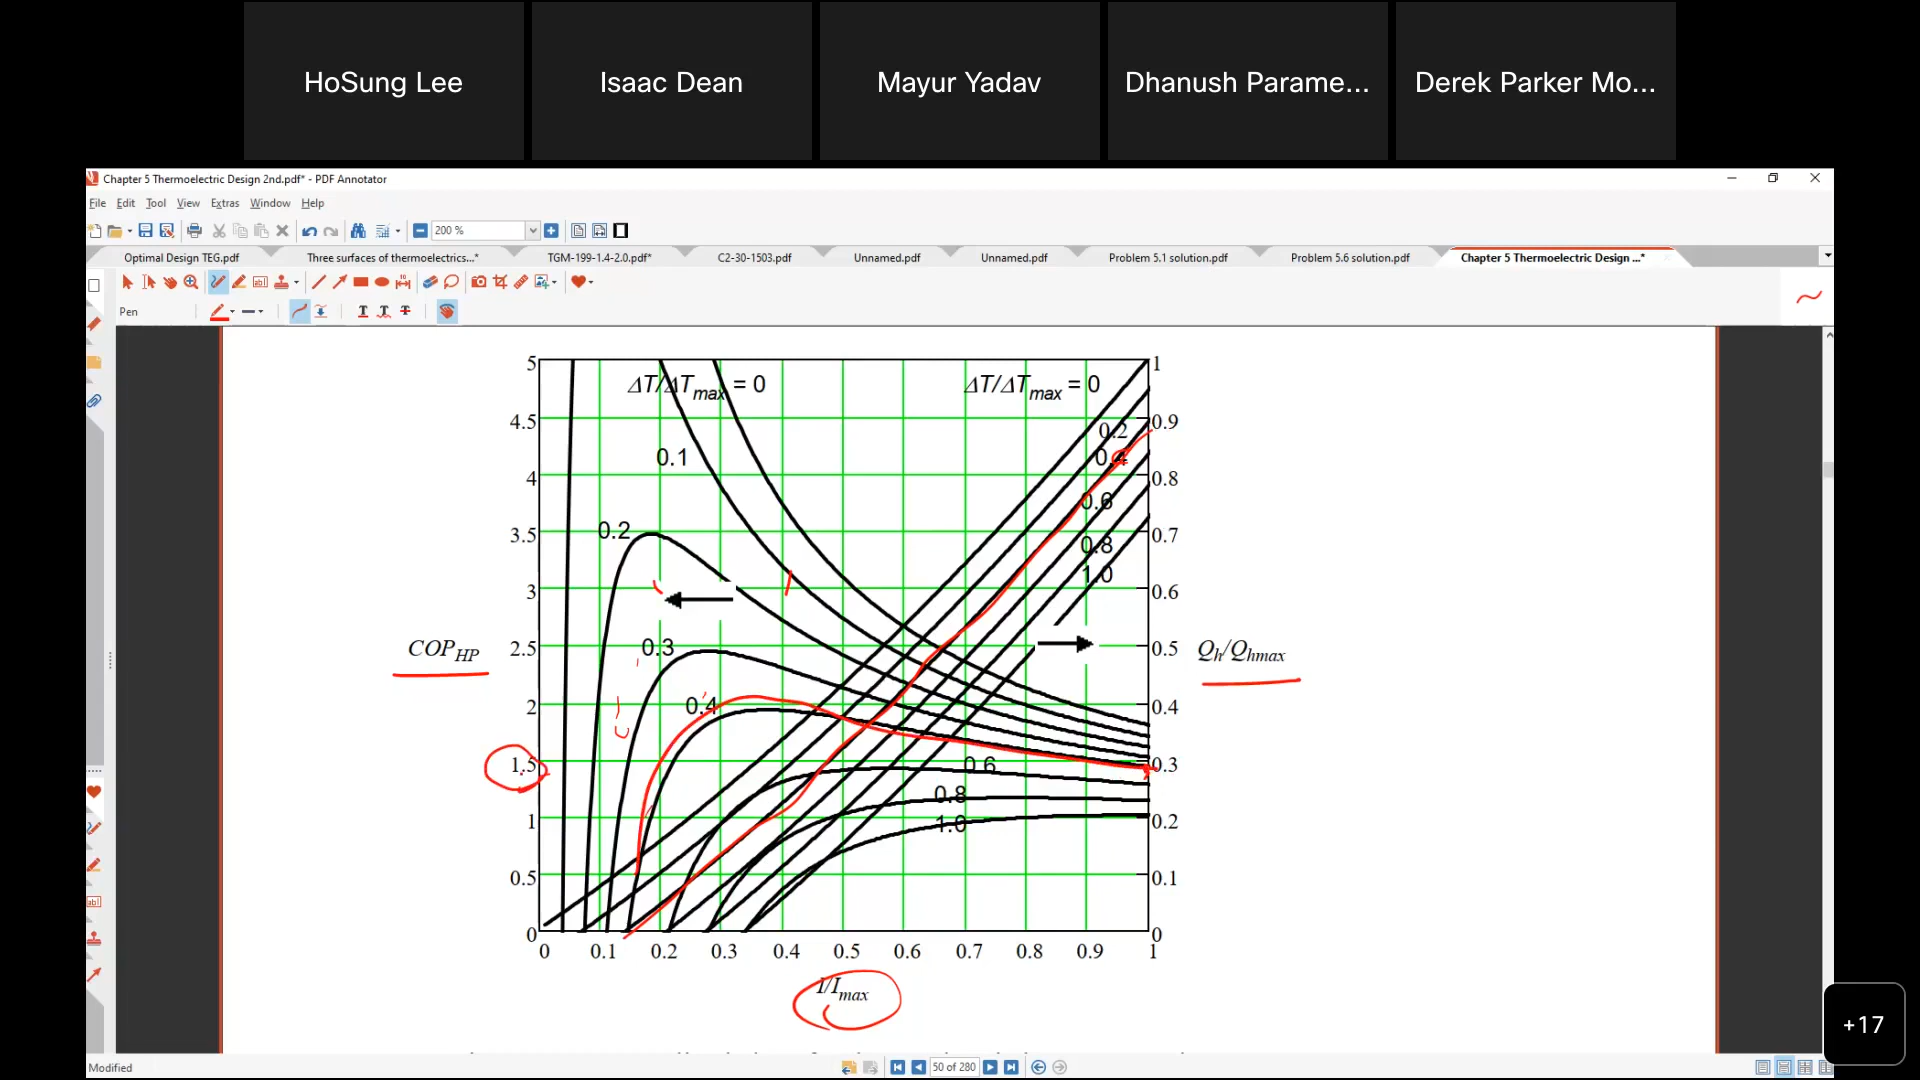 HoSung Lee
Isaac Dean
Mayur Yadav
Dhanush Parame...
Derek Parker Mo...
Chapter 5 Thermoelectric Design 2nd.pdf* - PDF Annotator
File Edit Tool View Extras Window Help
200 %
Optimal Design TEG.pdf
Three surfaces of thermoelectrics...*
TGM-199-1.4-2.0.pdf*
C2-30-1503.pdf
Unnamed.pdf
Unnamed.pdf
Problem 5.1 solution.pdf
Problem 5.6 solution.pdf
Chapter 5 Thermoelectric Design ...*
Pen
5
4.5
4
3.5
3
2.5
2
1.5
1
0.5
0
COP_HP
ΔT/ΔT_max = 0
0.1
0.2
0.3
0.4
0.6
0.8
1.0
ΔT/ΔT_max = 0
0.2
0.4
0.6
0.8
1.0
1
0.9
0.8
0.7
0.6
0.5
0.4
0.3
0.2
0.1
0
Q_h/Q_hmax
0 0.1 0.2 0.3 0.4 0.5 0.6 0.7 0.8 0.9 1
I/I_max
+17
Modified
50 of 280